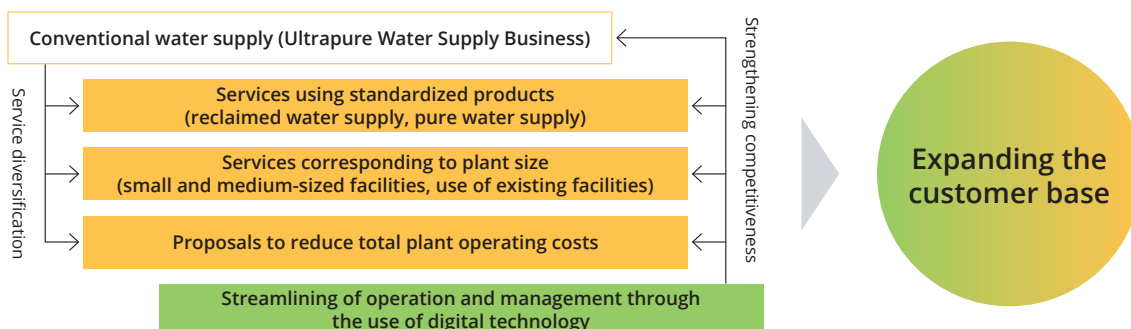 Conventional water supply (Ultrapure Water Supply Business)
Service diversification
Services using standardized products
(reclaimed water supply, pure water supply)
Services corresponding to plant size
(small and medium-sized facilities, use of existing facilities)
Proposals to reduce total plant operating costs
Streamlining of operation and management through
the use of digital technology
Strengthening competitiveness
Expanding the
customer base